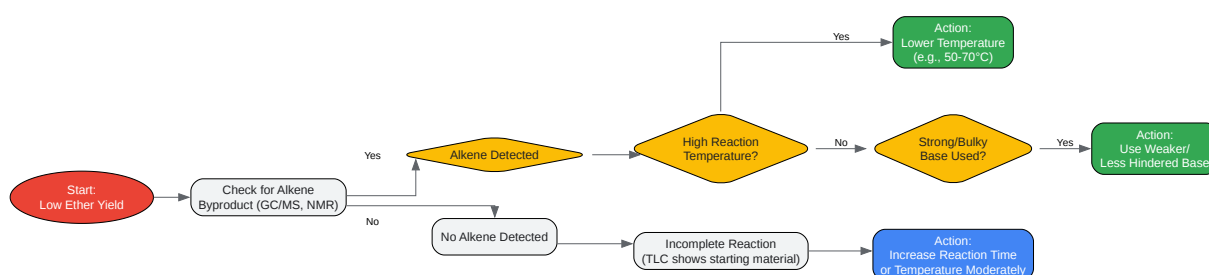 Action:
Lower Temperature
(e.g., 50-70°C)
Yes
High Reaction
Temperature?
No
Strong/Bulky
Base Used?
Yes
Action:
Use Weaker/
Less Hindered Base
Yes
Alkene Detected
Start:
Low Ether Yield
Check for Alkene
Byproduct (GC/MS, NMR)
No
No Alkene Detected
Incomplete Reaction
(TLC shows starting material)
Action:
Increase Reaction Time
or Temperature Moderately